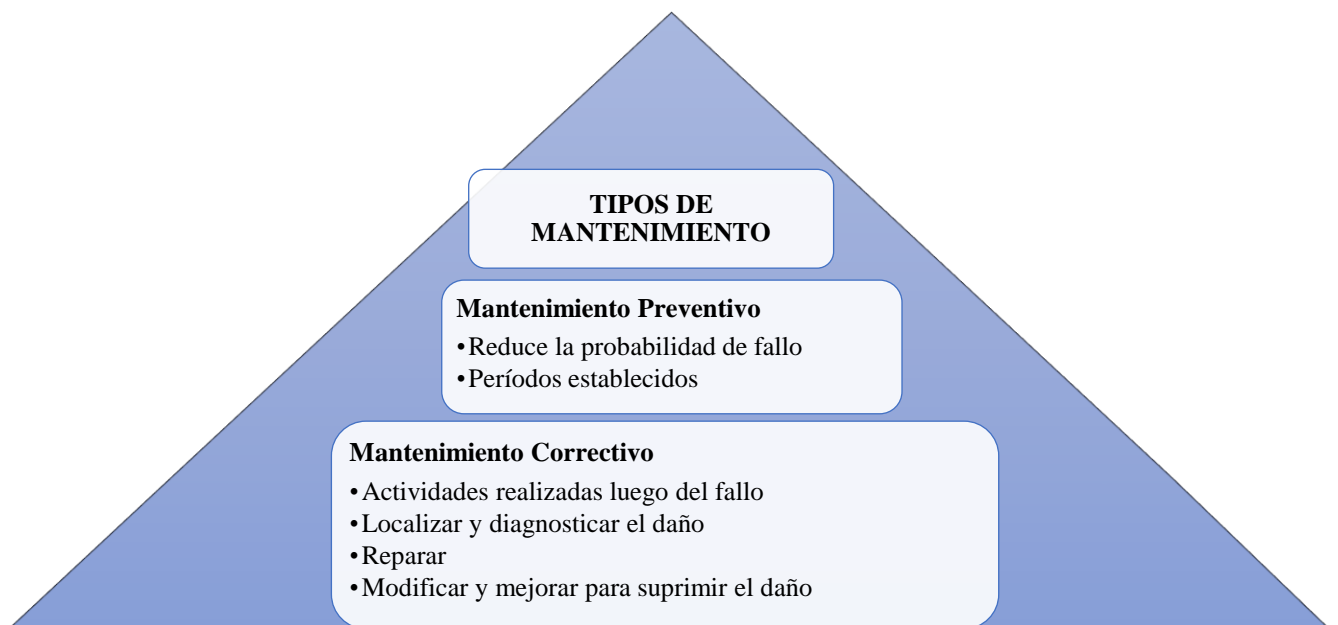 TIPOS DE
MANTENIMIENTO
Mantenimiento Preventivo
•Reduce la probabilidad de fallo
•Períodos establecidos
Mantenimiento Correctivo
•Actividades realizadas luego del fallo
•Localizar y diagnosticar el daño
•Reparar
•Modificar y mejorar para suprimir el daño